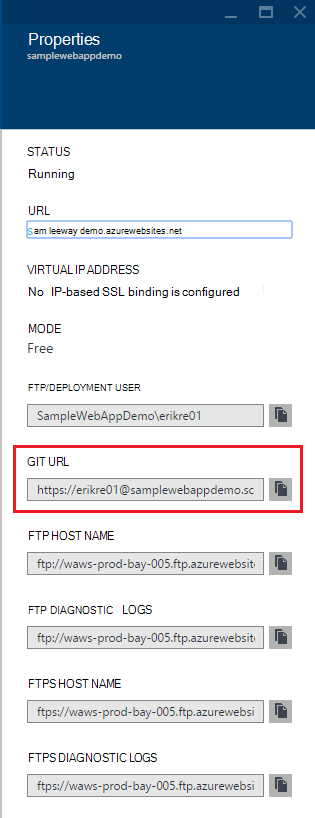 Properties
samplewebappdemo
STATUS
Running
URL
Sam leeway demo.azurewebsites.net
VIRTUAL IP ADDRESS
No IP-based SSL binding is configured
MODE
Free
FTP/DEPLOYMENT USER
SampleWebAppDemo\erikre01
GIT URL
https://erikre01@samplewebappdemo.sc
FTP HOST NAME
ftp://waws-prod-bay-005.ftp.azurewebsite
FTP DIAGNOSTIC LOGS
ftp://waws-prod-bay-005.ftp.azurewebsite
FTPS HOST NAME
ftps://waws-prod-bay-005.ftp.azurewebsi
FTPS DIAGNOSTIC LOGS
ftps://waws-prod-bay-005.ftp.azurewebsi